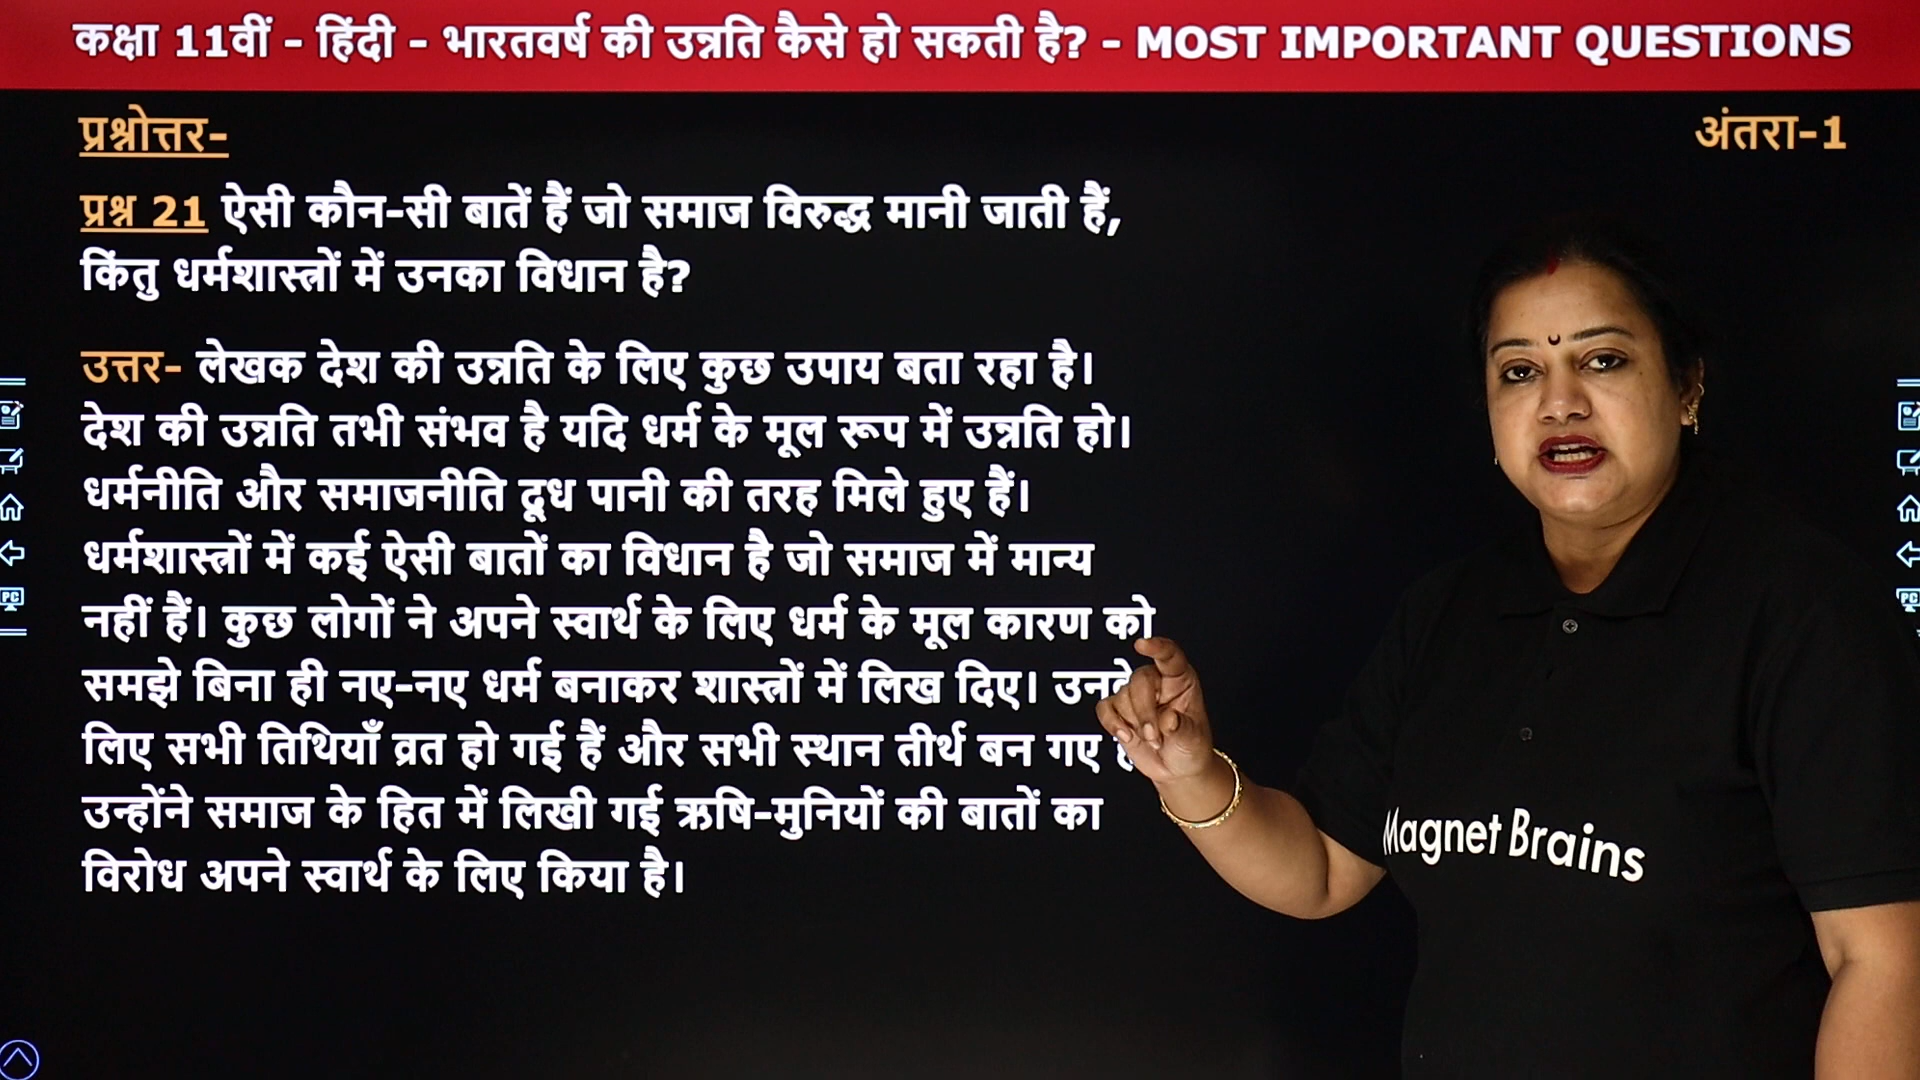 कक्षा 11वीं - हिंदी - भारतवर्ष की उन्नति कैसे हो सकती है? - MOST IMPORTANT QUESTIONS
प्रश्नोत्तर-
अंतरा-1
प्रश्न 21 ऐसी कौन-सी बातें हैं जो समाज विरुद्ध मानी जाती हैं,
किंतु धर्मशास्त्रों में उनका विधान है?
उत्तर- लेखक देश की उन्नति के लिए कुछ उपाय बता रहा है।
देश की उन्नति तभी संभव है यदि धर्म के मूल रूप में उन्नति हो।
धर्मनीति और समाजनीति दूध पानी की तरह मिले हुए हैं।
धर्मशास्त्रों में कई ऐसी बातों का विधान है जो समाज में मान्य
नहीं हैं। कुछ लोगों ने अपने स्वार्थ के लिए धर्म के मूल कारण को
समझे बिना ही नए-नए धर्म बनाकर शास्त्रों में लिख दिए।
लिए सभी तिथियाँ व्रत हो गई हैं और सभी स्थान तीर्थ बन गए
उन्होंने समाज के हित में लिखी गई ऋषि-मुनियों की बातों का
विरोध अपने स्वार्थ के लिए किया है।
Magnet Brains
PC
PC